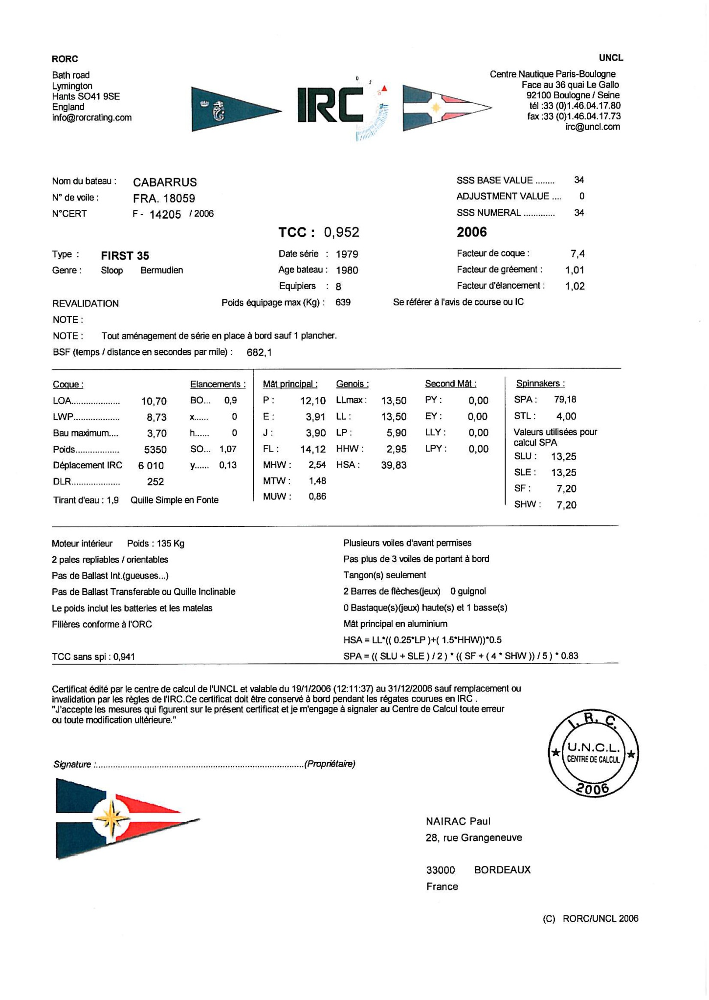 RORC
Bath road
Lymington
Hants SO41 9SE
England
info@rorcrating.com
IRC
0 5
UNCL
Centre Nautique Paris-Boulogne
Face au 36 quai Le Gallo
92100 Boulogne / Seine
tél :33 (0)1.46.04.17.80
fax :33 (0)1.46.04.17.73
irc@uncl.com
Nom du bateau : CABARRUS SSS BASE VALUE ........ 34
N° de voile : FRA. 18059 ADJUSTMENT VALUE .... 0
N°CERT F - 14205 / 2006 SSS NUMERAL ............. 34
TCC : 0,952 2006
Type : FIRST 35 Date série : 1979 Facteur de coque : 7,4
Genre : Sloop Bermudien Age bateau : 1980 Facteur de gréement : 1,01
Equipiers : 8 Facteur d'élancement : 1,02
REVALIDATION Poids équipage max (Kg) : 639 Se référer à l'avis de course ou IC
NOTE :
NOTE : Tout aménagement de série en place à bord sauf 1 plancher.
BSF (temps / distance en secondes par mile) : 682,1
Coque : Elancements : Mât principal : Genois : Second Mât : Spinnakers :
LOA................... 10,70 BO... 0,9 P : 12,10 LLmax : 13,50 PY : 0,00 SPA : 79,18
LWP.................. 8,73 x...... 0 E : 3,91 LL : 13,50 EY : 0,00 STL : 4,00
Bau maximum.... 3,70 h...... 0 J : 3,90 LP : 5,90 LLY : 0,00 Valeurs utilisées pour
calcul SPA
Poids................. 5350 SO... 1,07 FL : 14,12 HHW : 2,95 LPY : 0,00
SLU : 13,25
Déplacement IRC 6 010 y...... 0,13 MHW : 2,54 HSA : 39,83
SLE : 13,25
DLR................... 252 MTW : 1,48
SF : 7,20
Tirant d'eau : 1,9 Quille Simple en Fonte MUW : 0,86
SHW : 7,20
Moteur intérieur Poids : 135 Kg
2 pales repliables / orientables
Pas de Ballast Int.(gueuses...)
Pas de Ballast Transferable ou Quille Inclinable
Le poids inclut les batteries et les matelas
Filières conforme à l'ORC
TCC sans spi : 0,941
Plusieurs voiles d'avant permises
Pas plus de 3 voiles de portant à bord
Tangon(s) seulement
2 Barres de flèches(jeux) 0 guignol
0 Bastaque(s)(jeux) haute(s) et 1 basse(s)
Mât principal en aluminium
HSA = LL*(( 0.25*LP )+( 1.5*HHW))*0.5
SPA = (( SLU + SLE ) / 2 ) * (( SF + ( 4 * SHW )) / 5 ) * 0.83
Certificat édité par le centre de calcul de l'UNCL et valable du 19/1/2006 (12:11:37) au 31/12/2006 sauf remplacement ou
invalidation par les règles de l'IRC.Ce certificat doit être conservé à bord pendant les régates courues en IRC .
"J'accepte les mesures qui figurent sur le présent certificat et je m'engage à signaler au Centre de Calcul toute erreur
ou toute modification ultérieure."
I. R. C.
U.N.C.L.
CENTRE DE CALCUL
2006
Signature :..............................................................................(Propriétaire)
NAIRAC Paul
28, rue Grangeneuve
33000 BORDEAUX
France
(C) RORC/UNCL 2006